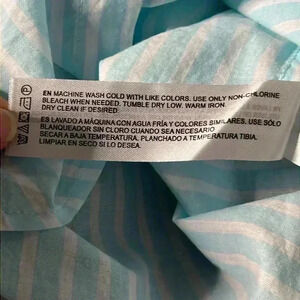 EN MACHINE WASH COLD WITH LIKE COLORS. USE ONLY NON-CHLORINE
BLEACH WHEN NEEDED. TUMBLE DRY LOW. WARM IRON.
DRY CLEAN IF DESIRED.
ES LAVADO A MÁQUINA CON AGUA FRÍA Y COLORES SIMILARES. USE SÓLO
BLANQUEADOR SIN CLORO CUANDO SEA NECESARIO
SECAR A MAQUINA. PLANCHADO A TEMPERATURA TIBIA.
LIMPIAR EN SECO SI LO DESEA.